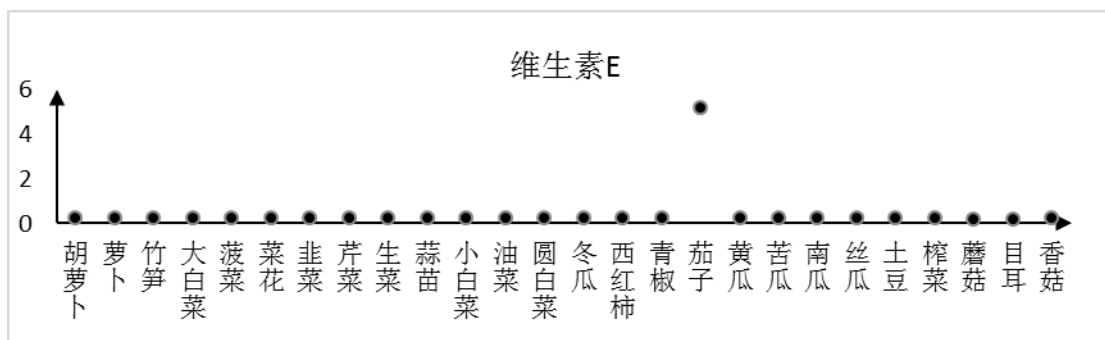 维生素E
6
4
2
0
胡萝卜
萝卜
竹笋
大白菜
菠菜
菜花
韭菜
芹菜
生菜
蒜苗
小白菜
油菜
圆白菜
冬瓜
西红柿
青椒
茄子
黄瓜
苦瓜
南瓜
丝瓜
土豆
榨菜
蘑菇
目耳
香菇